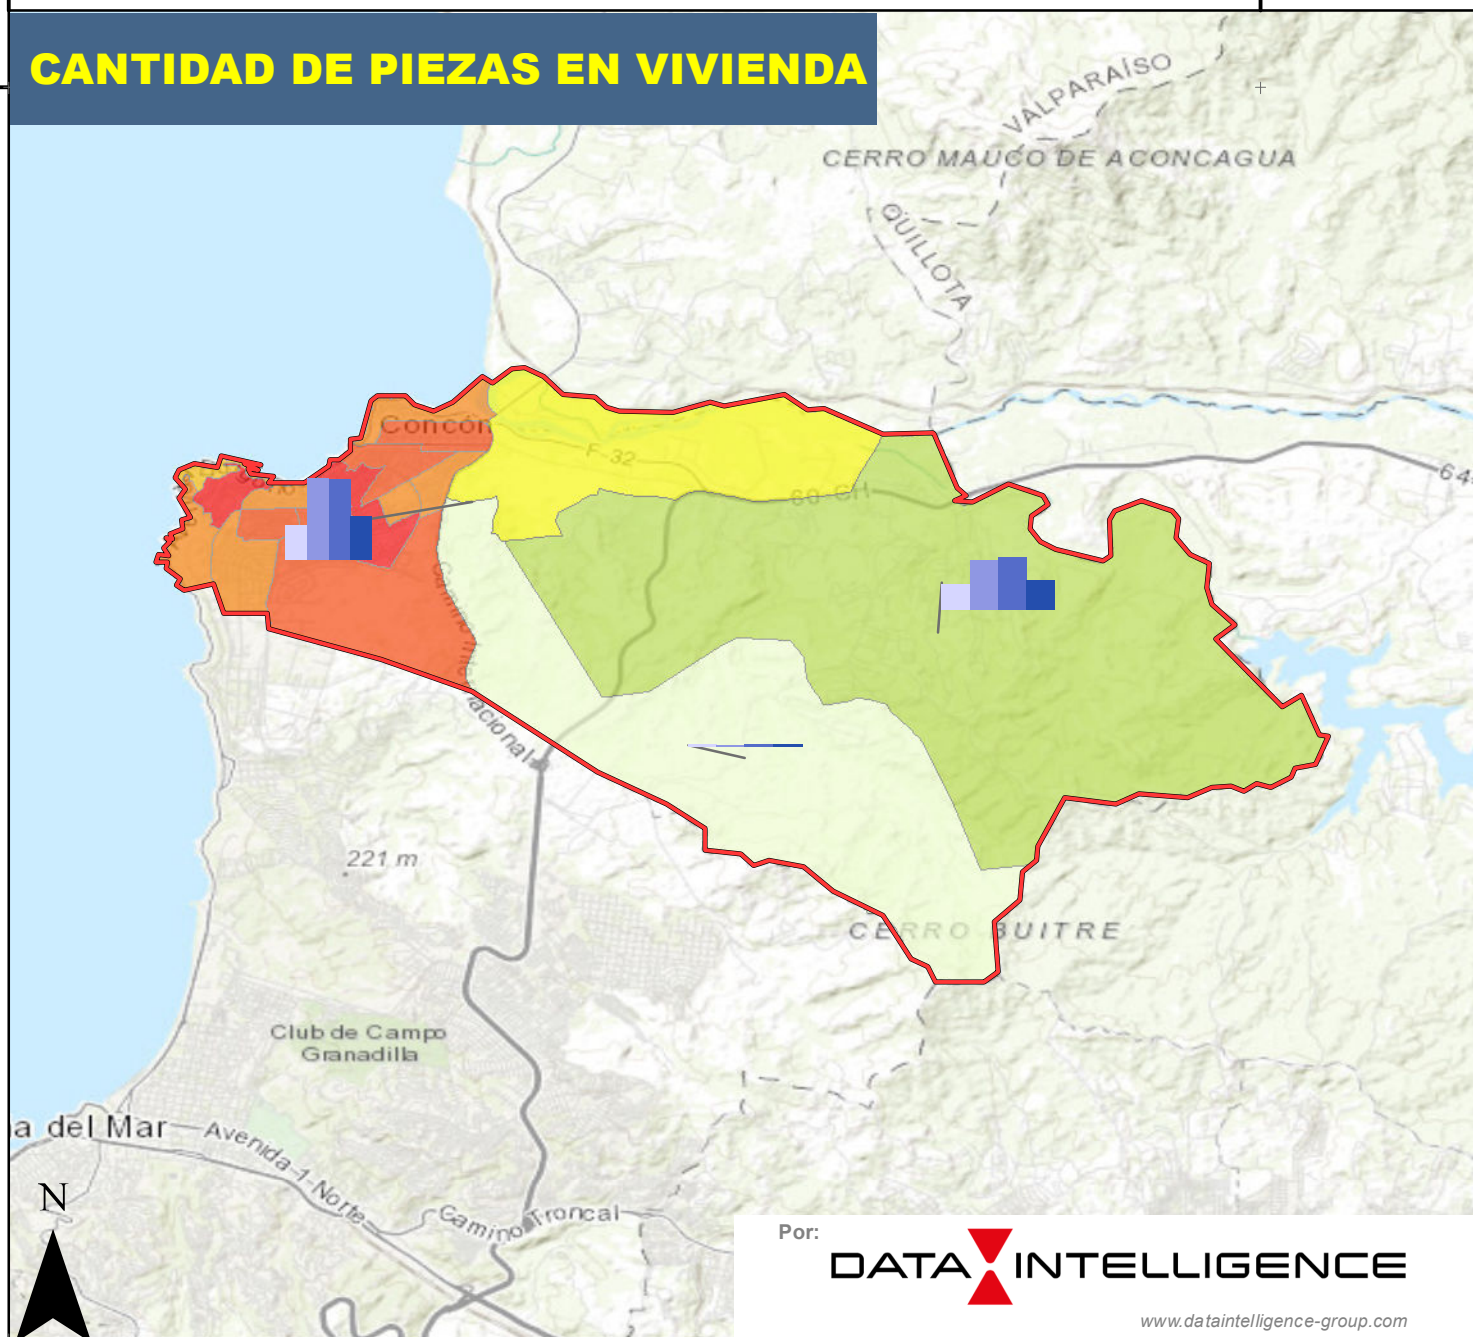 CANTIDAD DE PIEZAS EN VIVIENDA
VALPARAÍSO
CERRO MAUCO DE ACONCAGUA
QUILLOTA
Concón
F-32
60-CH
64
acional
221 m
CERRO BUITRE
Club de Campo
Granadilla
a del Mar
Avenida-1-Norte
Camino Troncal
N
Por:
DATA INTELLIGENCE
www.dataintelligence-group.com